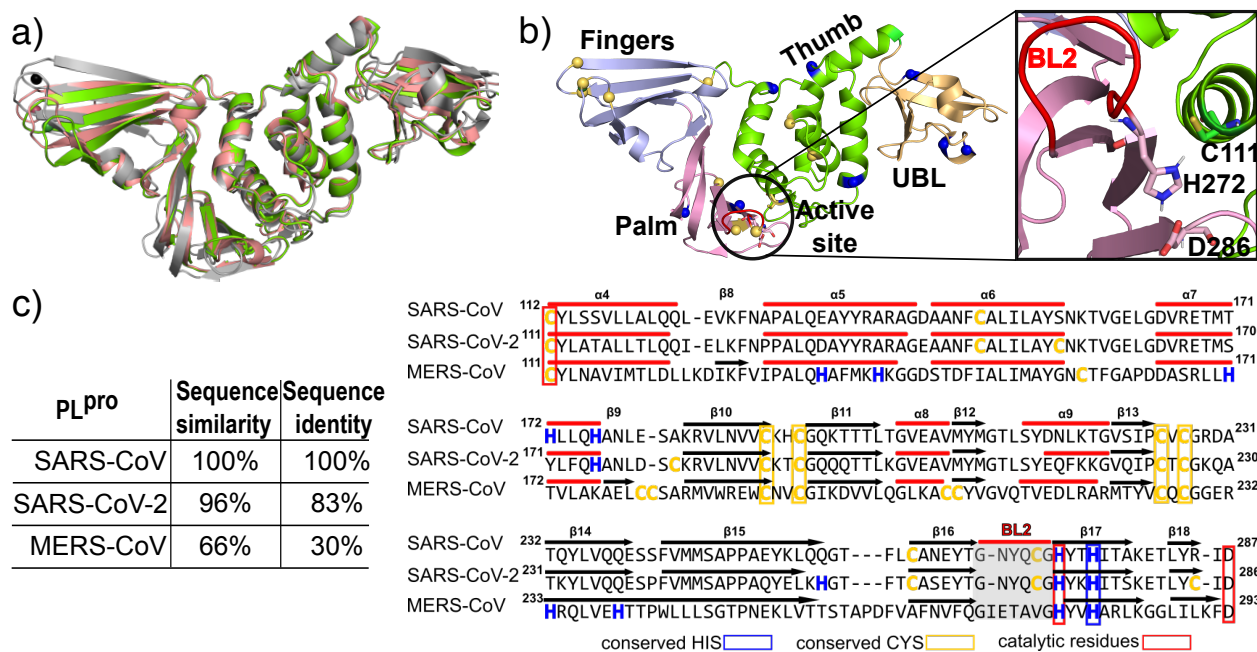 a)
b)
Fingers
Thumb
Palm
Active
site
UBL
BL2
C111
H272
D286
c)
PLpro
Sequence
similarity
Sequence
identity
SARS-CoV
100%
100%
SARS-CoV-2
96%
83%
MERS-CoV
66%
30%
α4 β8 α5 α6 α7
SARS-CoV 112 CYLSSVLLALQQL-EVKFNAPALQEAYYRARAGDAANFCALILAYSNKTVGELGDVRETMT 171
SARS-CoV-2 111 CYLATALLTLQQI-ELKFNPPALQDAYYRARAGEAANFCALILAYCNKTVGELGDVRETMS 170
MERS-CoV 111 CYLNAVIMTLDLLKDIKFVIPALQHAFMKHKGGDSTDFIALIMAYGNCTFGAPDDASRLLH 171
β9 β10 β11 α8 β12 α9 β13
SARS-CoV 172 HLLQHANLE-SAKRVLNVVCKHCGQKTTTLTGVEAVMYMGTLSYDNLKTGVSIPCVCGRDA 231
SARS-CoV-2 171 YLFQHANLD-SCKRVLNVVCKTCGQQQTTLKGVEAVMYMGTLSYEQFKKGVQIPCTCGKQA 230
MERS-CoV 172 TVLAKAELCCSARMVWREWCNVCGIKDVVLQGLKACCYVGVQTVEDLRARMTYVCQCGGER 232
β14 β15 β16 BL2 β17 β18
SARS-CoV 232 TQYLVQQESSFVMMSAPPAEYKLQQGT---FLCANEYTG-NYQCGHYTHITAKETLYR-ID 287
SARS-CoV-2 231 TKYLVQQESPFVMMSAPPAQYELKHGT---FTCASEYTG-NYQCGHYKHITSKETLYC-ID 286
MERS-CoV 233 HRQLVEHTTPWLLLSGTPNEKLVTTSTAPDFVAFNVFQGIETAVGHYVHARLKGGLILKFD 293
conserved HIS conserved CYS catalytic residues